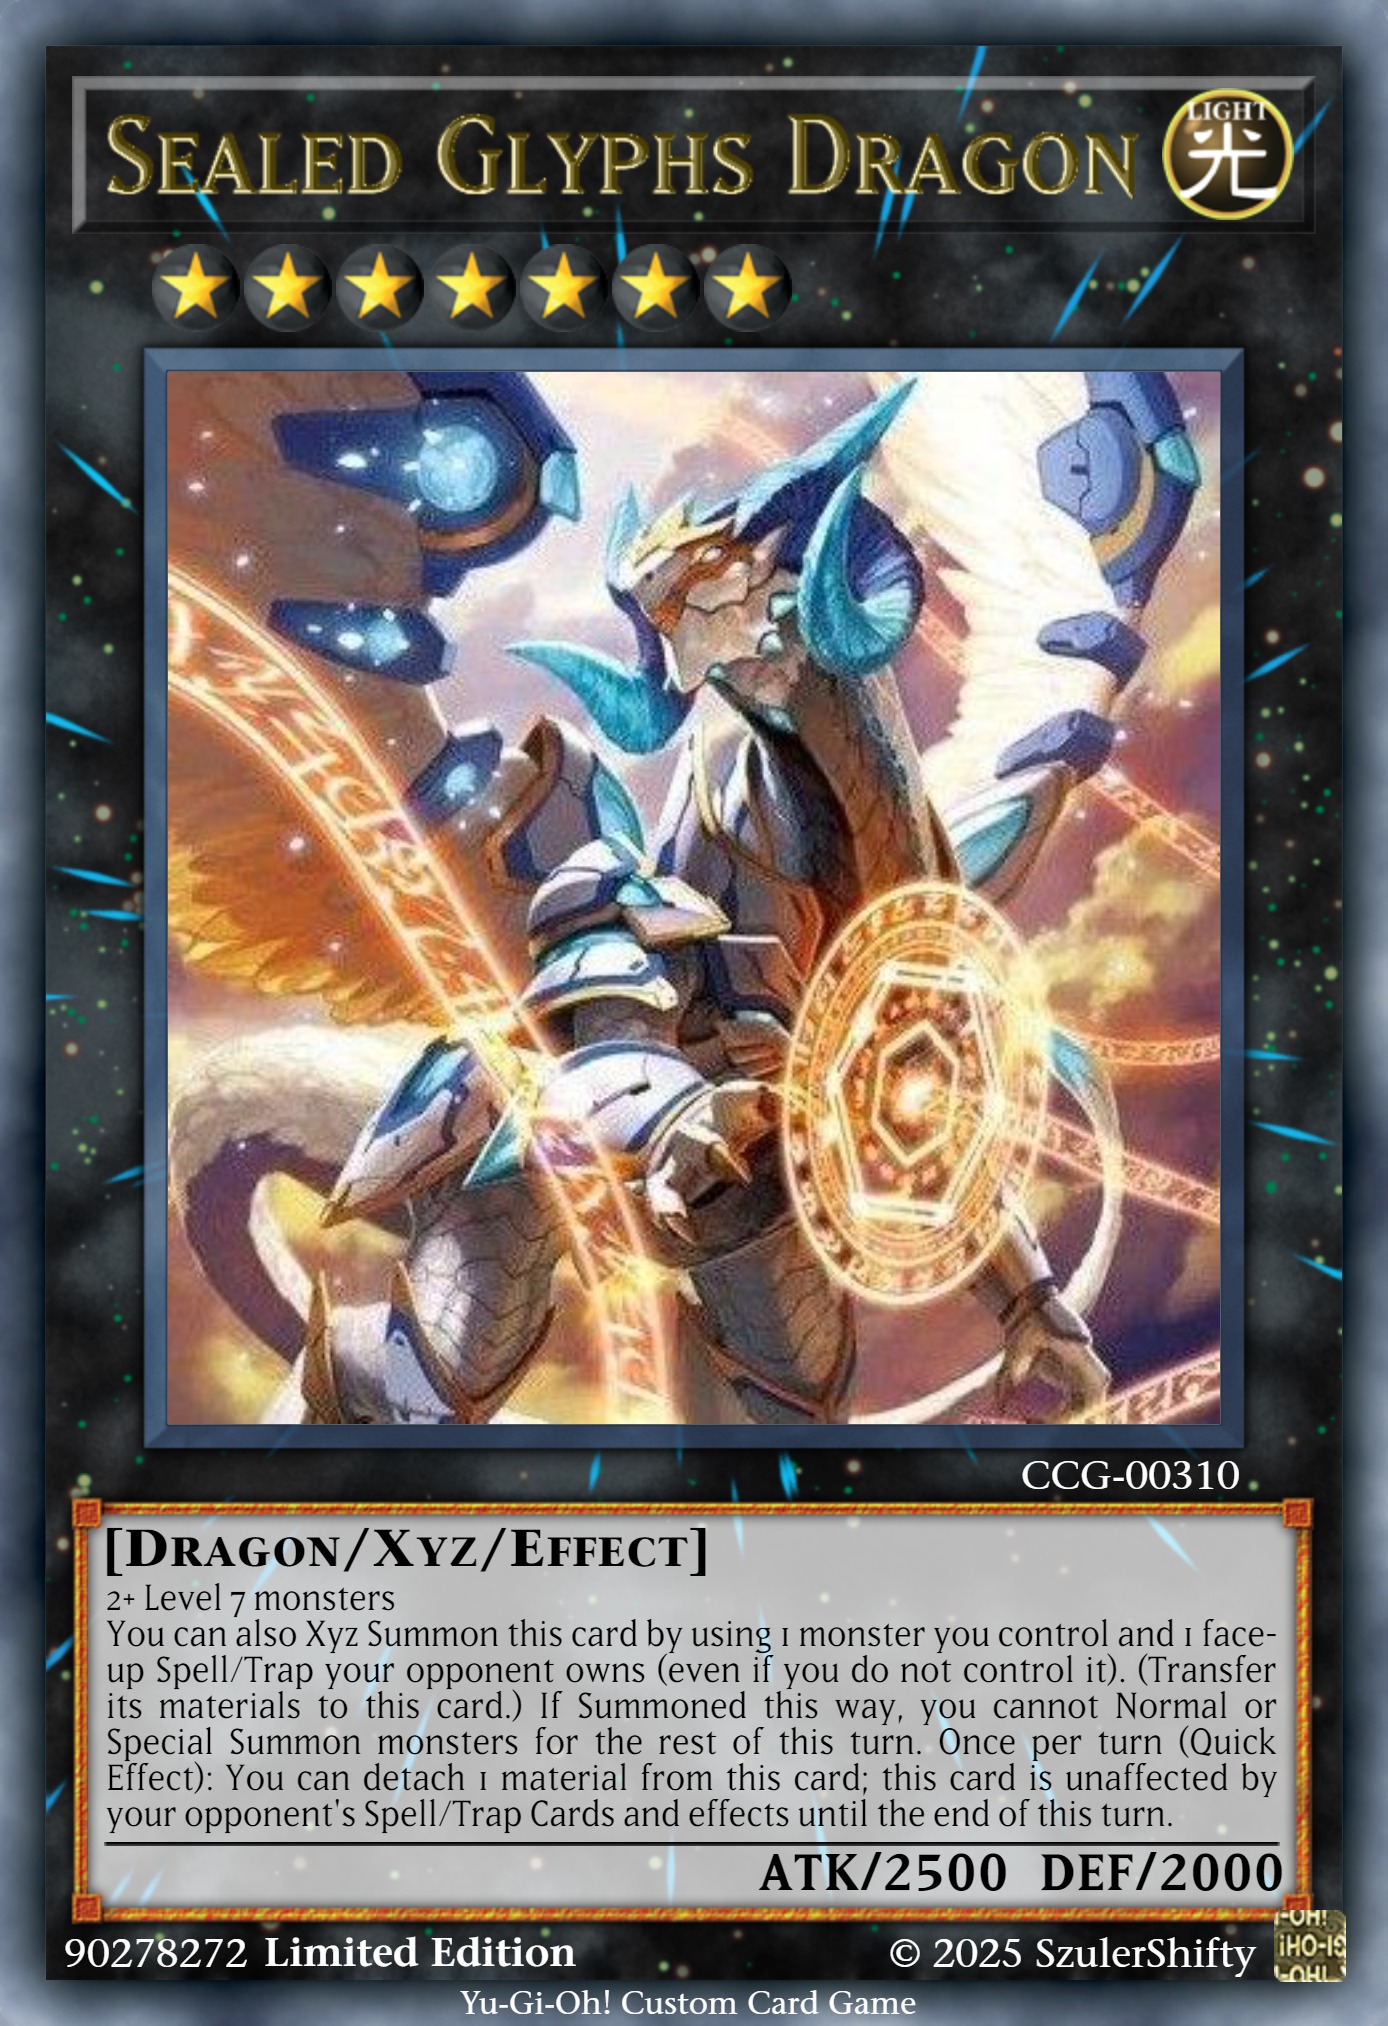 SEALED GLYPHS DRAGON
LIGHT
光
CCG-00310
[DRAGON/XYZ/EFFECT]
2+ Level 7 monsters
You can also Xyz Summon this card by using 1 monster you control and 1 face-
up Spell/Trap your opponent owns (even if you do not control it). (Transfer
its materials to this card.) If Summoned this way, you cannot Normal or
Special Summon monsters for the rest of this turn. Once per turn (Quick
Effect): You can detach 1 material from this card; this card is unaffected by
your opponent's Spell/Trap Cards and effects until the end of this turn.
ATK/2500 DEF/2000
90278272 Limited Edition
© 2025 SzulerShifty
Yu-Gi-Oh! Custom Card Game